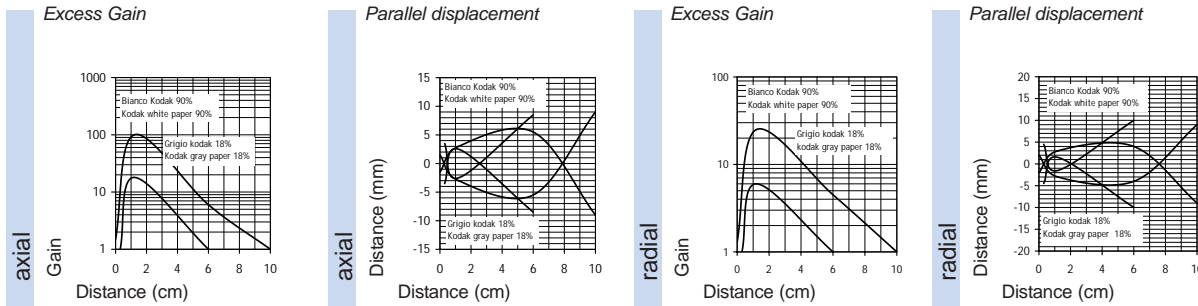 Excess Gain
axial
Gain
1000
100
10
1
Bianco Kodak 90%
Kodak white paper 90%
Grigio kodak 18%
Kodak gray paper 18%
0 2 4 6 8 10
Distance (cm)
Parallel displacement
axial
Distance (mm)
15
10
5
0
-5
-10
-15
Bianco Kodak 90%
Kodak white paper 90%
Grigio kodak 18%
Kodak gray paper 18%
0 2 4 6 8 10
Distance (cm)
Excess Gain
radial
Gain
100
10
1
Bianco Kodak 90%
Kodak white paper 90%
Grigio kodak 18%
kodak gray paper 18%
0 2 4 6 8 10
Distance (cm)
Parallel displacement
radial
Distance (mm)
20
15
10
5
0
-5
-10
-15
-20
Bianco Kodak 90%
Kodak white paper 90%
Grigio kodak 18%
Kodak gray paper 18%
0 2 4 6 8 10
Distance (cm)